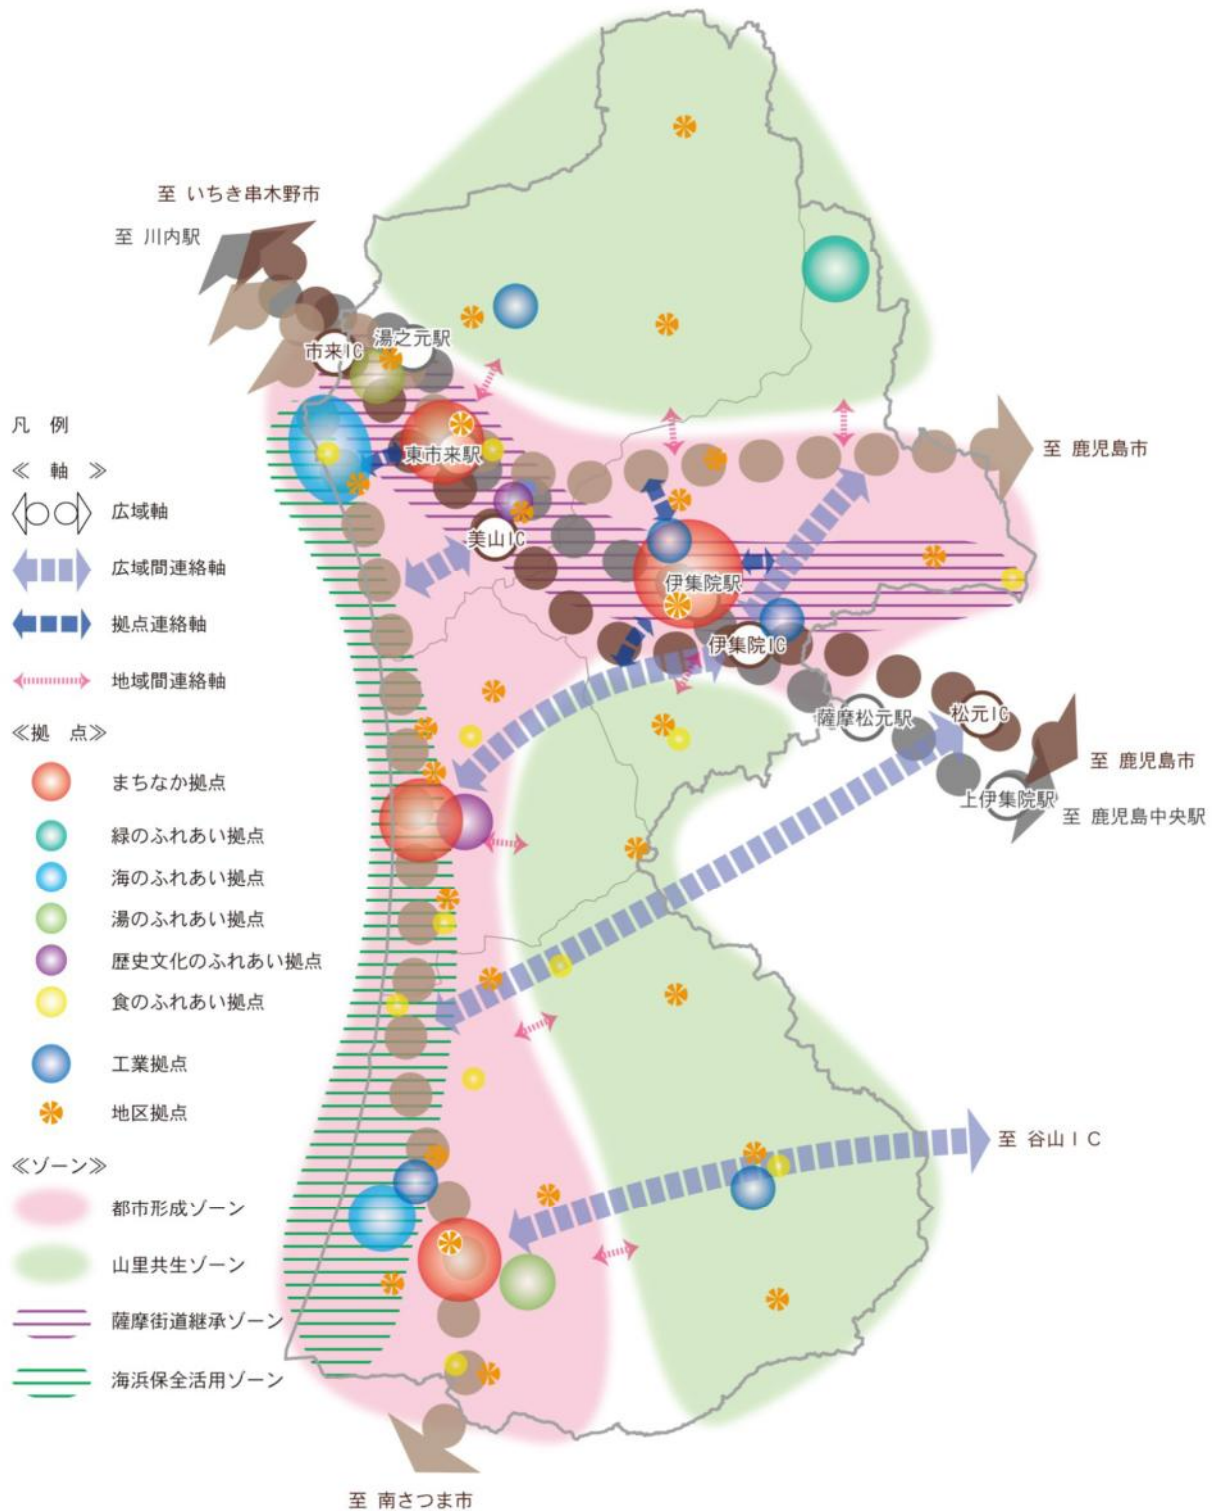 至 いちき串木野市
至 川内駅
湯之元駅
市来IC
東市来駅
至 鹿児島市
美山IC
伊集院駅
伊集院IC
薩摩松元駅
松元IC
至 鹿児島市
上伊集院駅
至 鹿児島中央駅
至 谷山IC
至 南さつま市
凡 例
≪ 軸 ≫
広域軸
広域間連絡軸
拠点連絡軸
地域間連絡軸
≪拠 点≫
まちなか拠点
緑のふれあい拠点
海のふれあい拠点
湯のふれあい拠点
歴史文化のふれあい拠点
食のふれあい拠点
工業拠点
地区拠点
≪ゾーン≫
都市形成ゾーン
山里共生ゾーン
薩摩街道継承ゾーン
海浜保全活用ゾーン